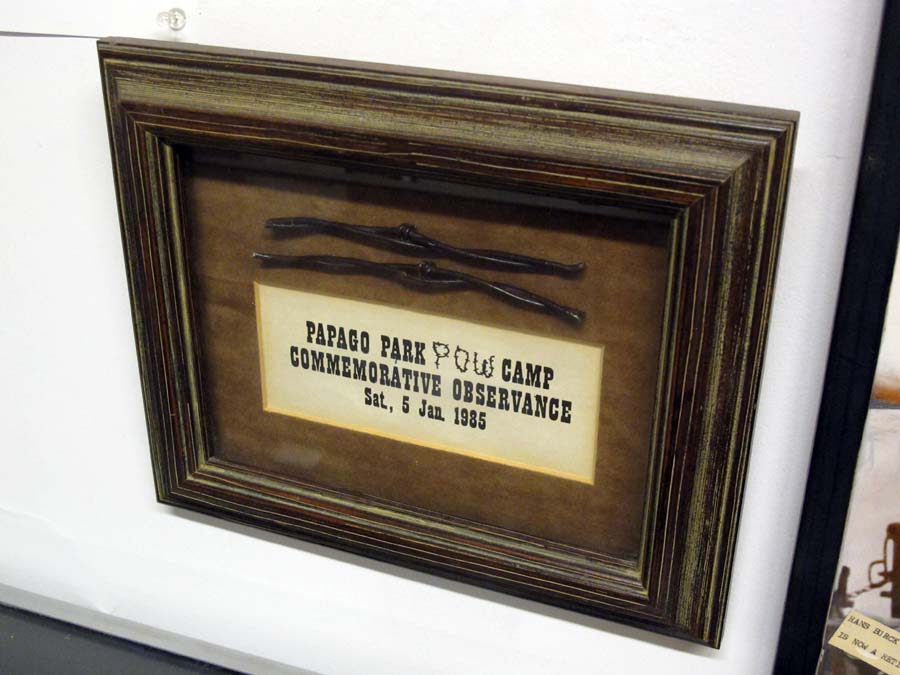 PAPAGO PARK POW CAMP
COMMEMORATIVE OBSERVANCE
Sat., 5 Jan. 1985
HANS BURCK
IS NOW A